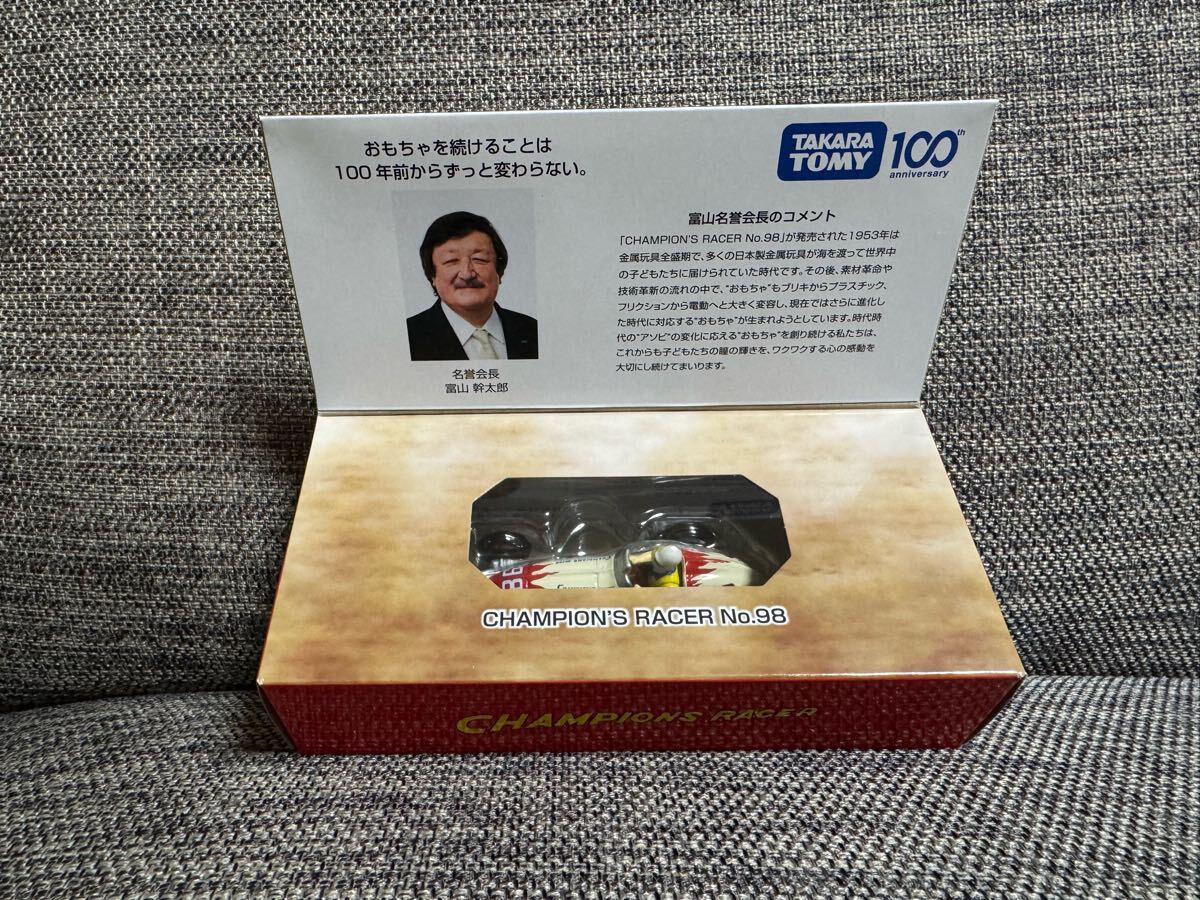 おもちゃを続けることは
100年前からずっと変わらない。
TAKARA
TOMY
100th
anniversary
富山名誉会長のコメント
「CHAMPION'S RACER No.98」が発売された1953年は
金属玩具全盛期で、多くの日本製金属玩具が海を渡って世界中
の子どもたちに届けられていた時代です。その後、素材革命や
技術革新の流れの中で、"おもちゃ"もブリキからプラスチック、
フリクションから電動へと大きく変容し、現在ではさらに進化し
た時代に対応する"おもちゃ"が生まれようとしています。時代時
代の"アソビ"の変化に応える"おもちゃ"を創り続ける私たちは、
これからも子どもたちの瞳の輝きを、ワクワクする心の感動を
大切にし続けてまいります。
名誉会長
富山 幹太郎
98
CHAMPION'S RACER No.98
CHAMPION'S RACER